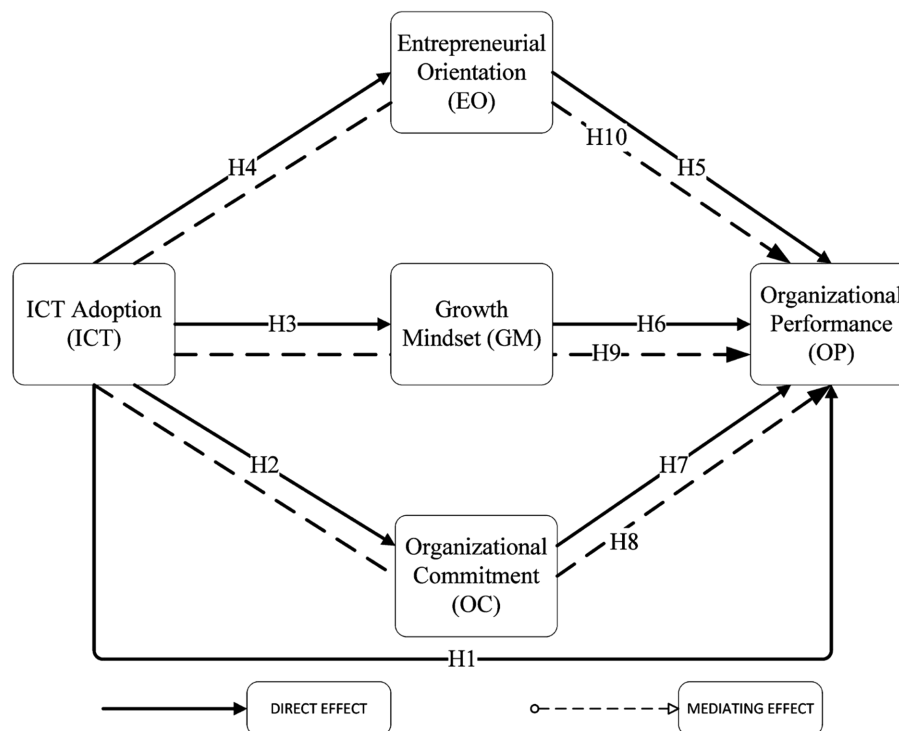 Entrepreneurial
Orientation
(EO)
H10
H4
H5
ICT Adoption
(ICT)
H3
Growth
Mindset (GM)
H6
H9
Organizational
Performance
(OP)
H2
H7
Organizational
Commitment
(OC)
H8
H1
DIRECT EFFECT
MEDIATING EFFECT